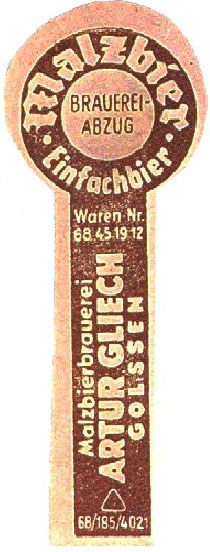 Malzbier
BRAUEREI-
ABZUG
· Einfachbier ·
Waren Nr.
68.45.19.12
Malzbierbrauerei
ARTUR GLIECH
GOLSSEN
68/185/4021